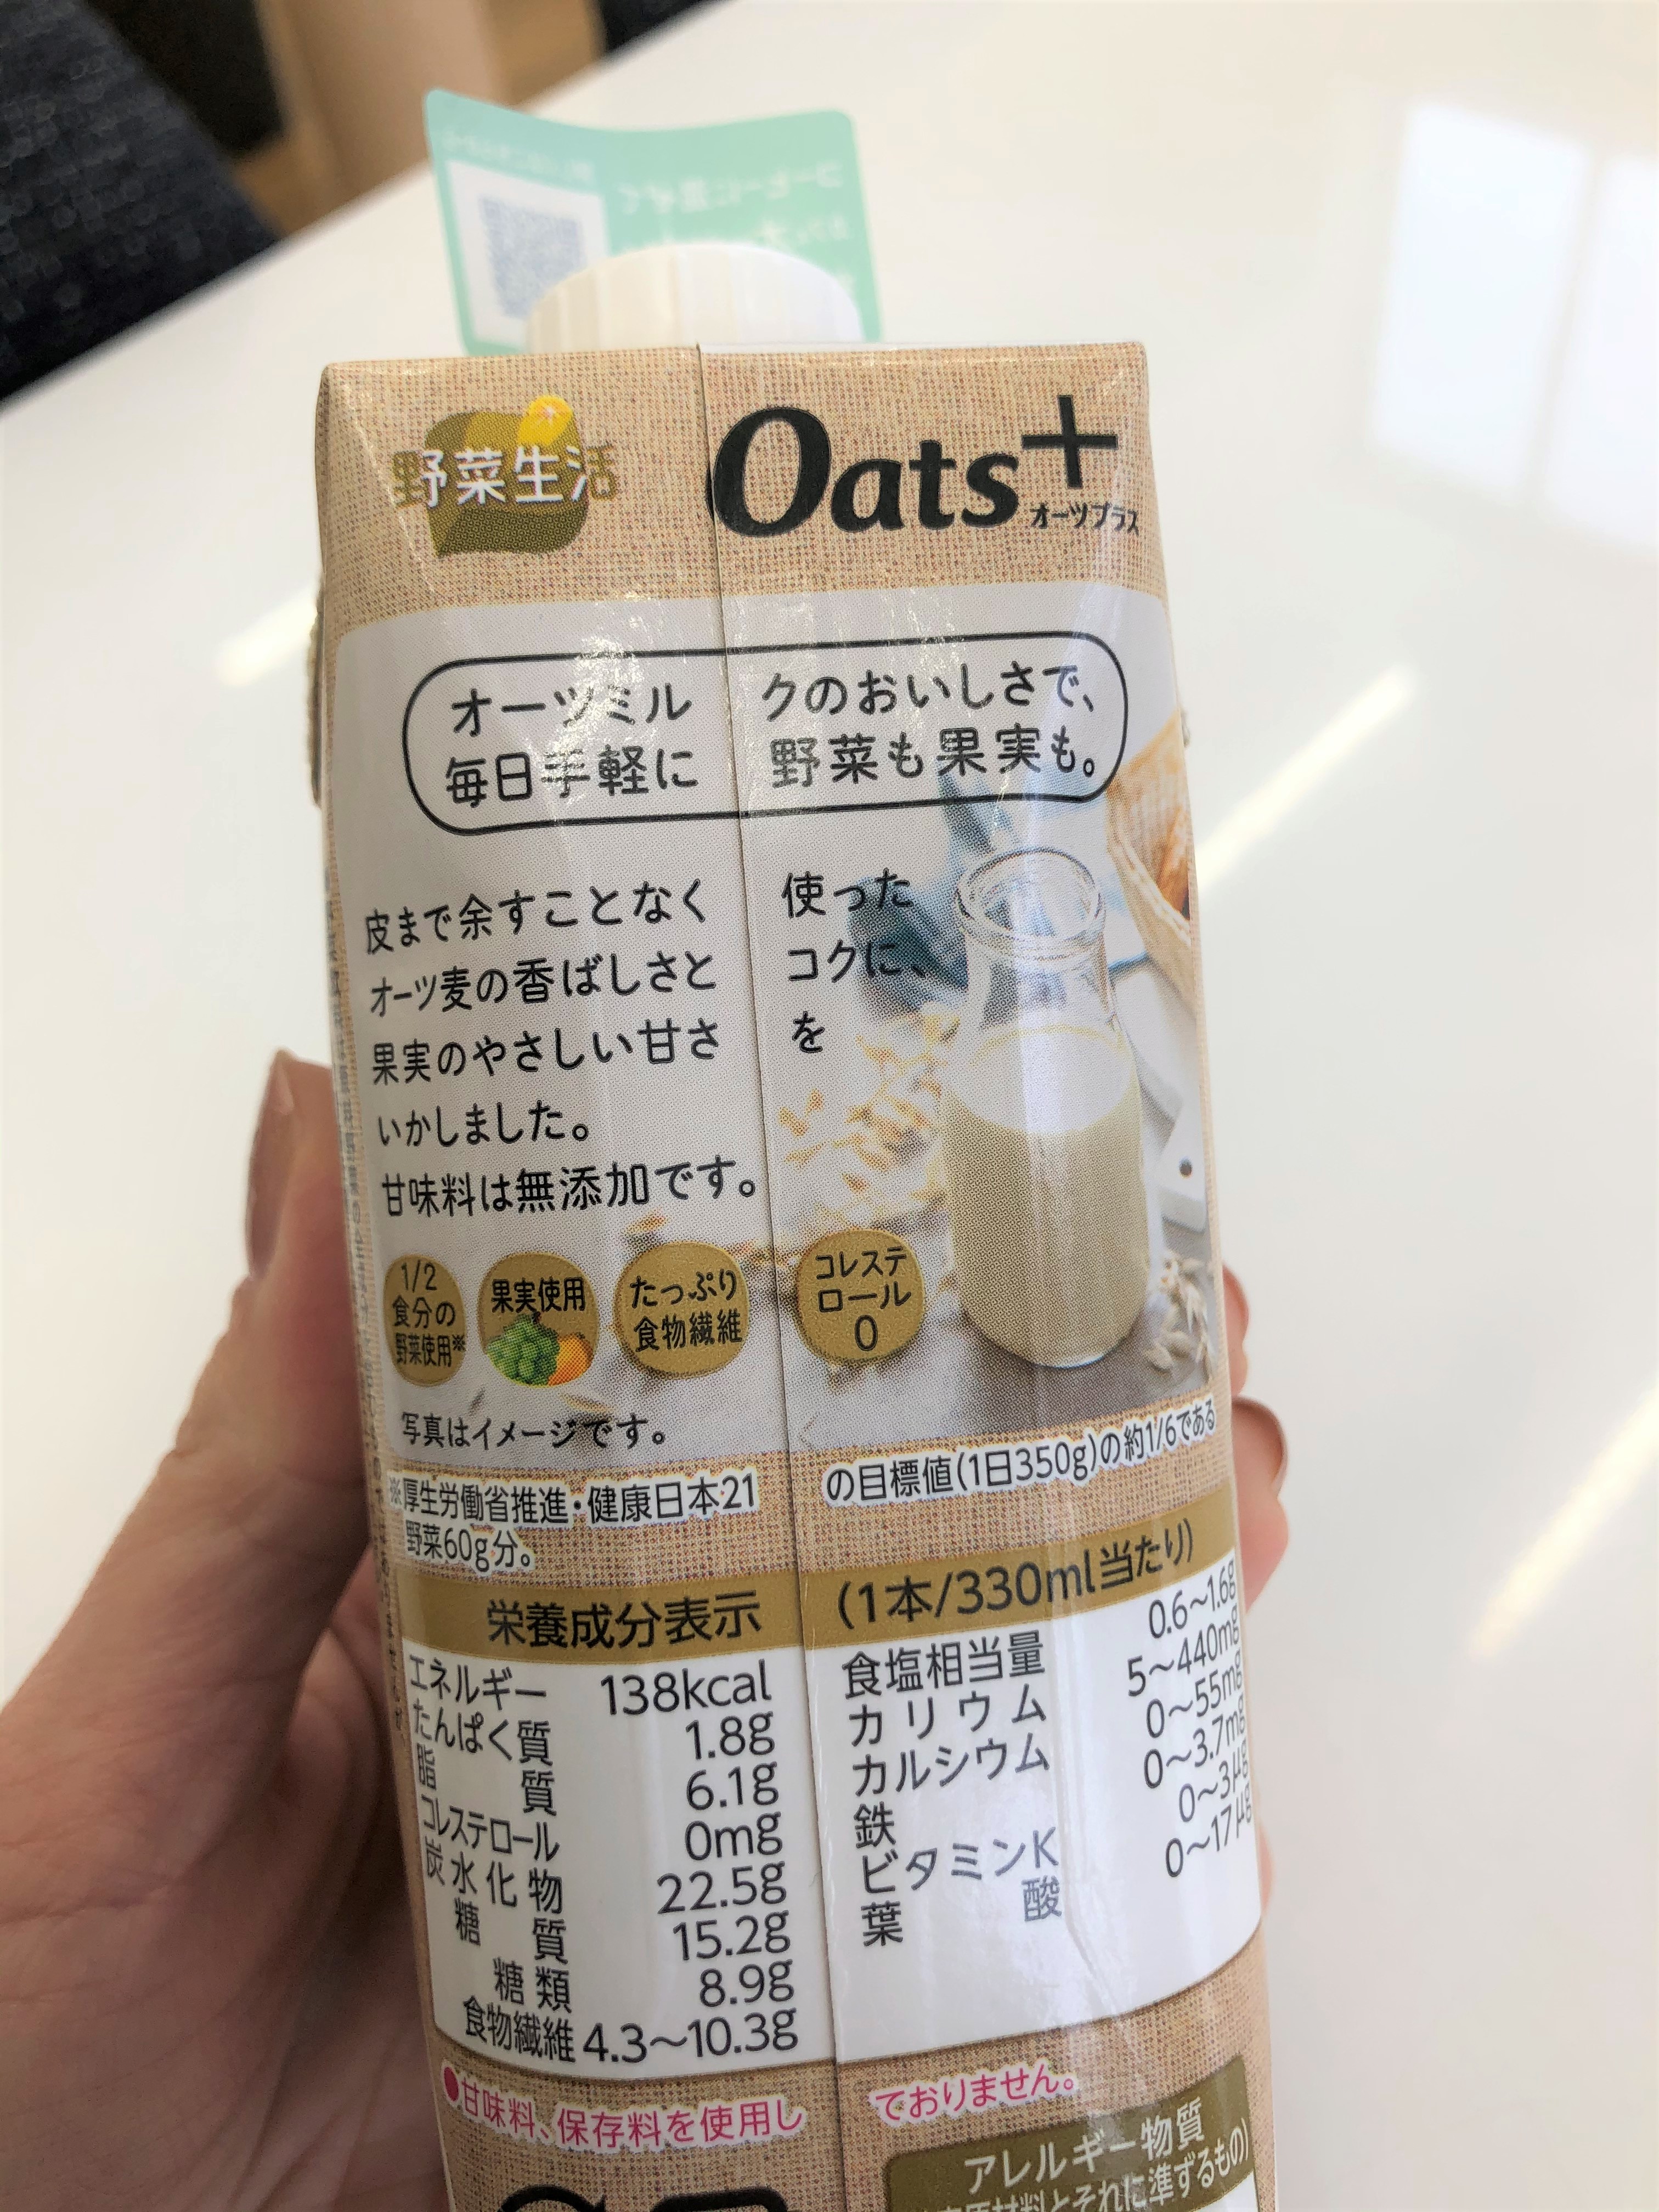 野菜生活
Oats+
オーツプラス
オーツミルクのおいしさで、
毎日手軽に野菜も果実も。
皮まで余すことなく使った
オーツ麦の香ばしさとコクに、
果実のやさしい甘さを
いかしました。
甘味料は無添加です。
1/2
食分の
野菜使用※
果実使用
たっぷり
食物繊維
コレステ
ロール
0
写真はイメージです。
※厚生労働省推進・健康日本21の目標値(1日350g)の約1/6である
野菜60g分。
栄養成分表示 (1本/330ml当たり)
エネルギー 138kcal
たんぱく質 1.8g
脂質 6.1g
コレステロール 0mg
炭水化物 22.5g
糖質 15.2g
糖類 8.9g
食物繊維 4.3〜10.3g
食塩相当量 0.6〜1.6g
カリウム 5〜440mg
カルシウム 0〜55mg
鉄 0〜3.7mg
ビタミンK 0〜3μg
葉酸 0〜17μg
●甘味料、保存料を使用しておりません。
アレルギー物質
とそれに準ずるもの)